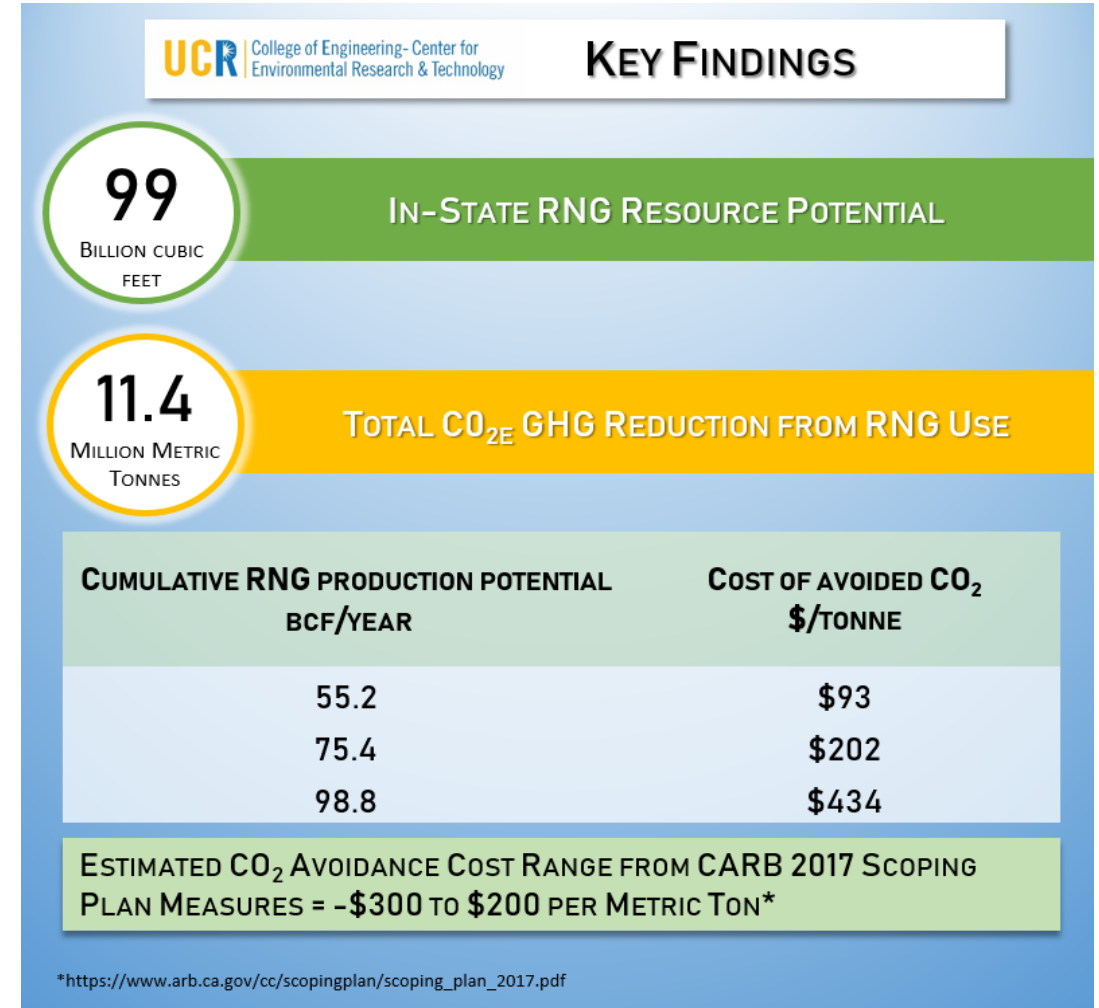 UCR College of Engineering- Center for
Environmental Research & Technology
KEY FINDINGS
99
BILLION CUBIC
FEET
IN-STATE RNG RESOURCE POTENTIAL
11.4
MILLION METRIC
TONNES
TOTAL CO₂E GHG REDUCTION FROM RNG USE
CUMULATIVE RNG PRODUCTION POTENTIAL
BCF/YEAR
COST OF AVOIDED CO₂
$/TONNE
55.2 $93
75.4 $202
98.8 $434
ESTIMATED CO₂ AVOIDANCE COST RANGE FROM CARB 2017 SCOPING
PLAN MEASURES = -$300 TO $200 PER METRIC TON*
*https://www.arb.ca.gov/cc/scopingplan/scoping_plan_2017.pdf